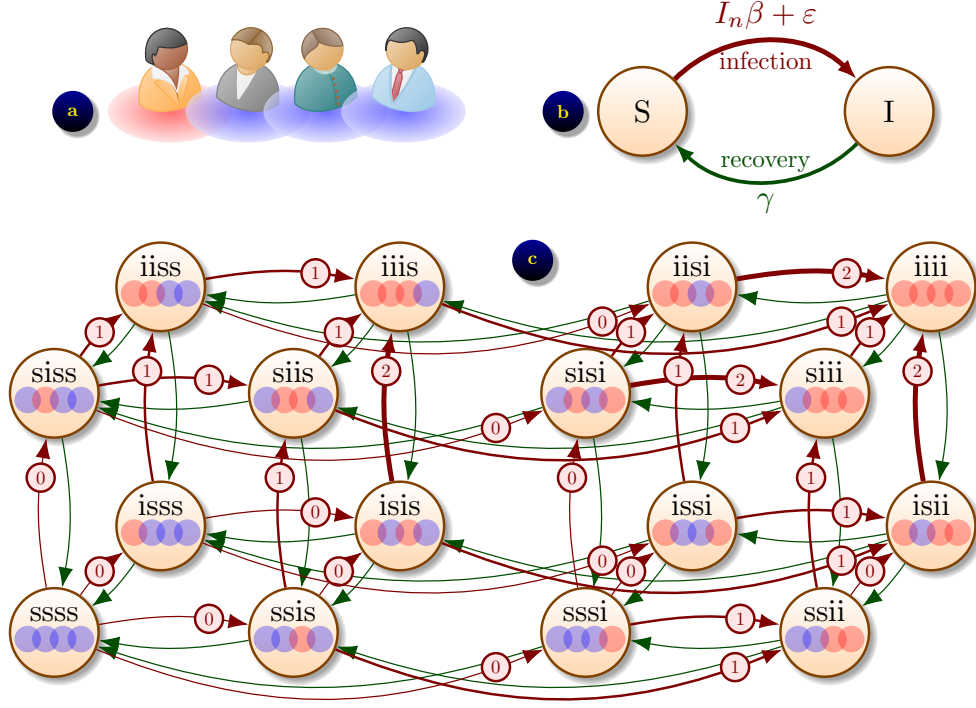 a
b
I_nβ + ε
infection
S
I
recovery
γ
c
iiss
1
iiis
iisi
2
iiii
0
1
1
1
1
1
siss
1
siis
1
2
sisi
1
2
siii
1
0
1
0
1
1
isss
0
isis
issi
1
isii
0
0
0
0
1
0
ssss
0
ssis
sssi
1
ssii
0
1